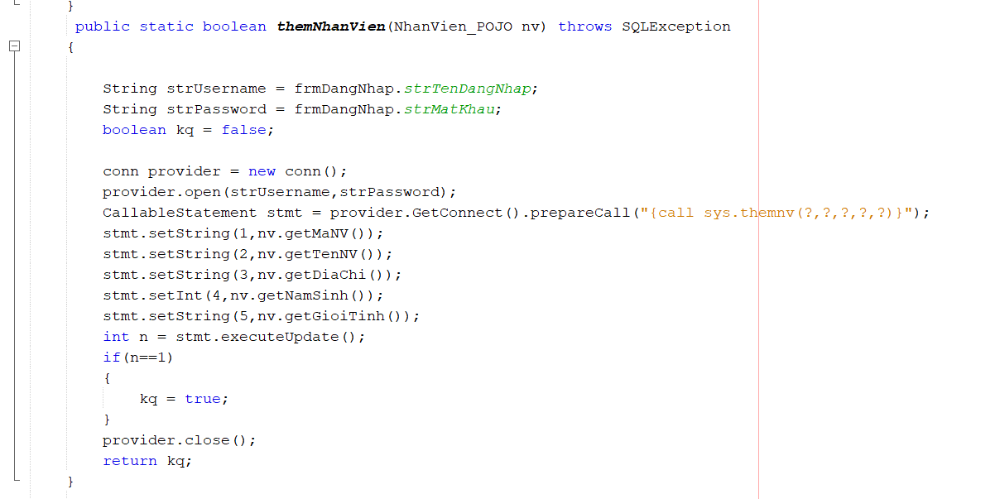 }
public static boolean themNhanVien(NhanVien_POJO nv) throws SQLException
{
String strUsername = frmDangNhap.strTenDangNhap;
String strPassword = frmDangNhap.strMatKhau;
boolean kq = false;
conn provider = new conn();
provider.open(strUsername,strPassword);
CallableStatement stmt = provider.GetConnect().prepareCall("{call sys.themnv(?,?,?,?,?)}");
stmt.setString(1,nv.getMaNV());
stmt.setString(2,nv.getTenNV());
stmt.setString(3,nv.getDiaChi());
stmt.setInt(4,nv.getNamSinh());
stmt.setString(5,nv.getGioiTinh());
int n = stmt.executeUpdate();
if(n==1)
{
kq = true;
}
provider.close();
return kq;
}